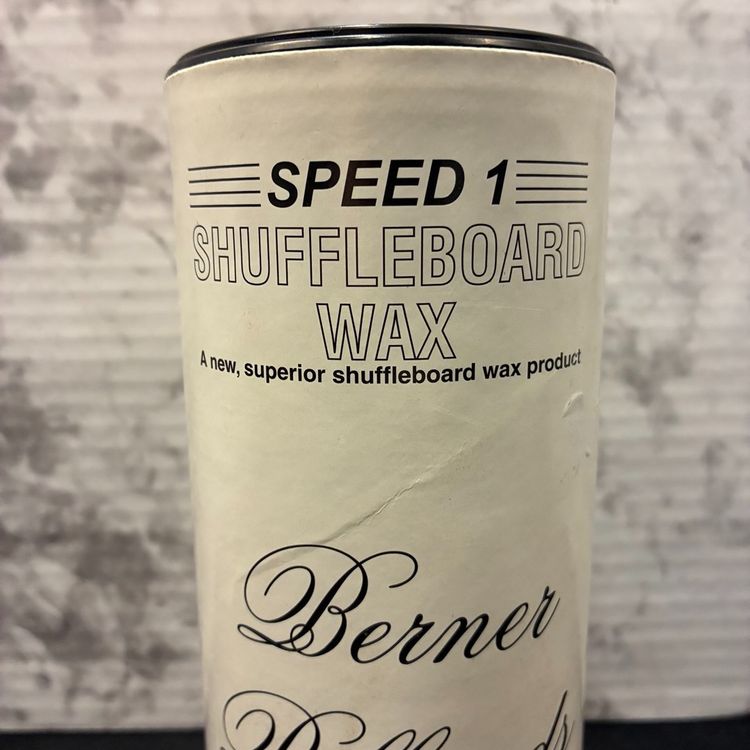 SPEED 1
SHUFFLEBOARD
WAX
A new, superior shuffleboard wax product
Berner